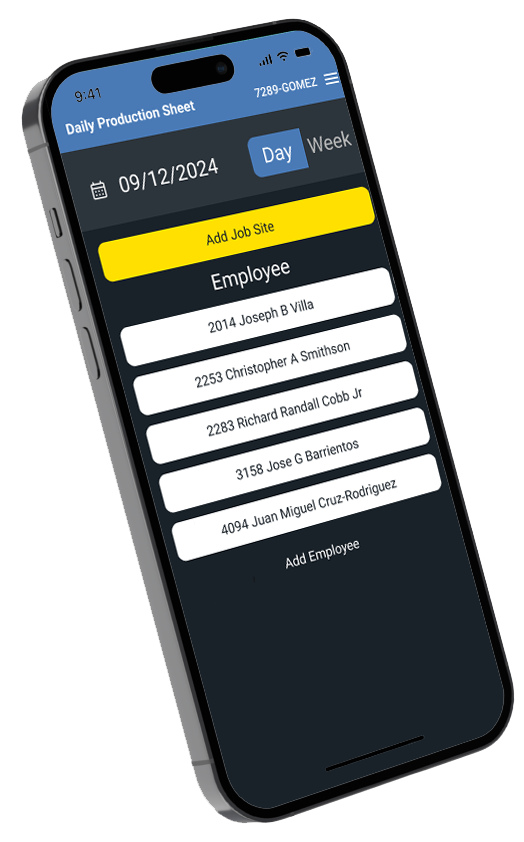 9:41
Daily Production Sheet
7289-GOMEZ
09/12/2024
Day
Week
Add Job Site
Employee
2014 Joseph B Villa
2253 Christopher A Smithson
2283 Richard Randall Cobb Jr
3158 Jose G Barrientos
4094 Juan Miguel Cruz-Rodriguez
Add Employee